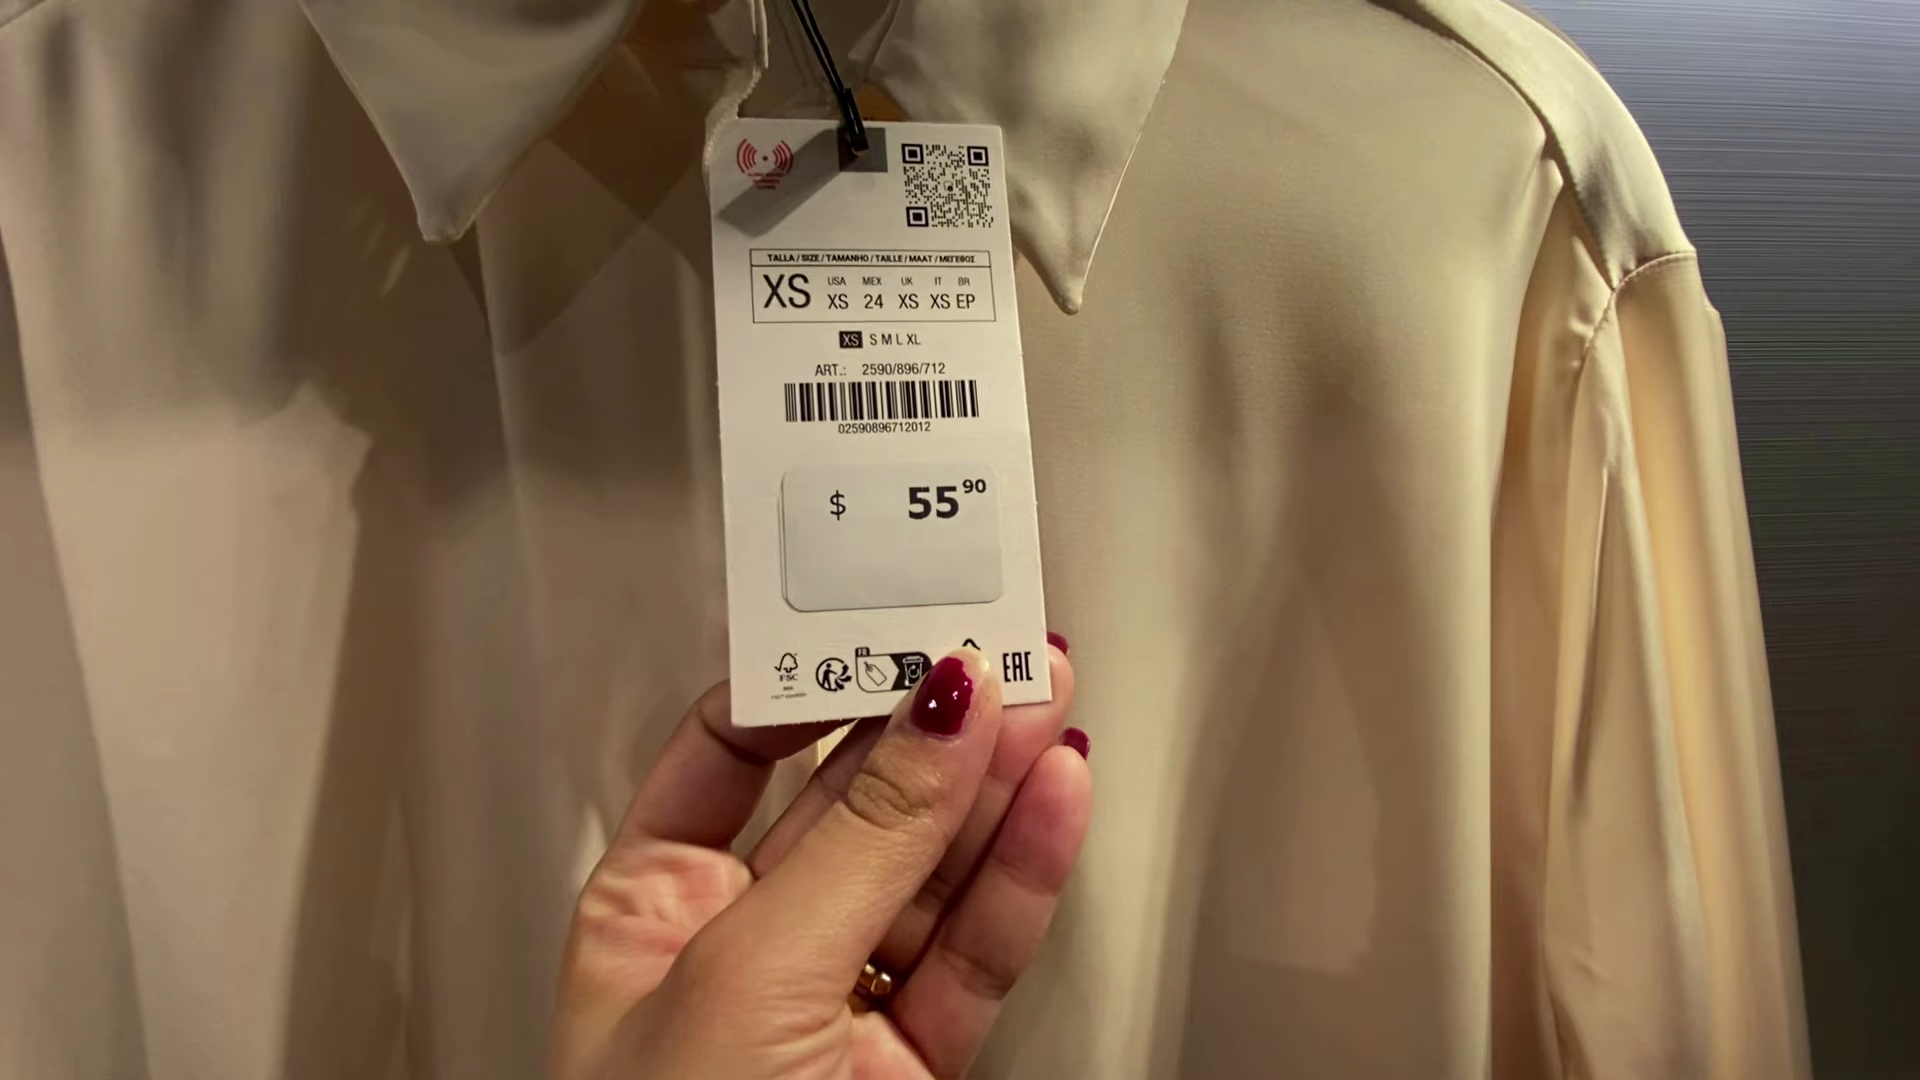 TALLA / SIZE / TAMANHO / TAILLE / MAAT / ΜΕΓΕΘΟΣ
XS
USA MEX UK IT BR
XS 24 XS XS EP
XS S M L XL
ART.: 2590/896/712
02590896712012
$ 55 90
FR
FSC
EAC